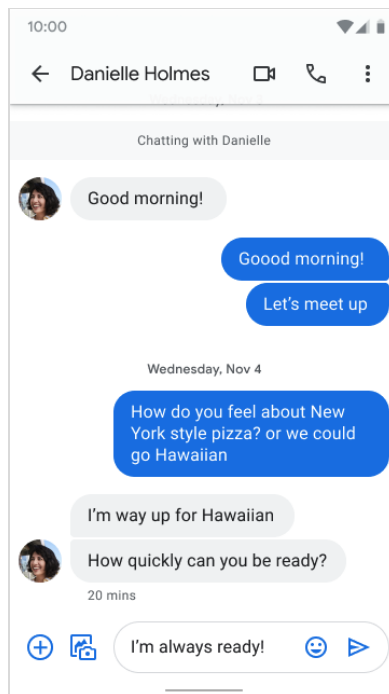 10:00
Danielle Holmes
Chatting with Danielle
Good morning!
Goood morning!
Let's meet up
Wednesday, Nov 4
How do you feel about New
York style pizza? or we could
go Hawaiian
I'm way up for Hawaiian
How quickly can you be ready?
20 mins
I'm always ready!